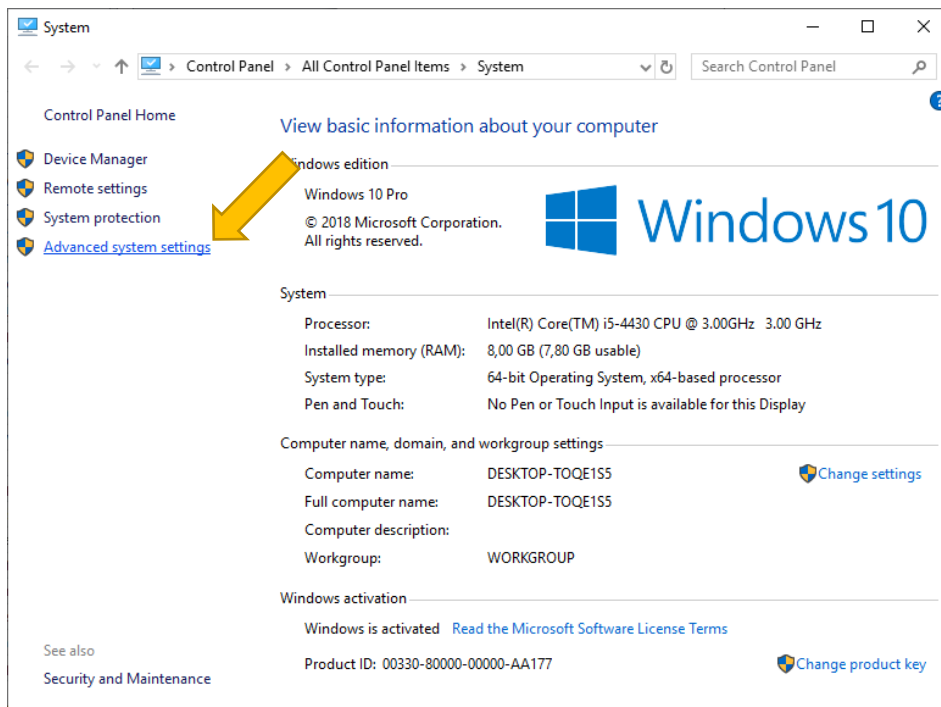 System
Control Panel > All Control Panel Items > System
Search Control Panel
Control Panel Home
Device Manager
Remote settings
System protection
Advanced system settings
See also
Security and Maintenance
View basic information about your computer
indows edition
Windows 10 Pro
© 2018 Microsoft Corporation.
All rights reserved.
Windows 10
System
Processor: Intel(R) Core(TM) i5-4430 CPU @ 3.00GHz 3.00 GHz
Installed memory (RAM): 8,00 GB (7,80 GB usable)
System type: 64-bit Operating System, x64-based processor
Pen and Touch: No Pen or Touch Input is available for this Display
Computer name, domain, and workgroup settings
Computer name: DESKTOP-TOQE1S5 Change settings
Full computer name: DESKTOP-TOQE1S5
Computer description:
Workgroup: WORKGROUP
Windows activation
Windows is activated Read the Microsoft Software License Terms
Product ID: 00330-80000-00000-AA177 Change product key